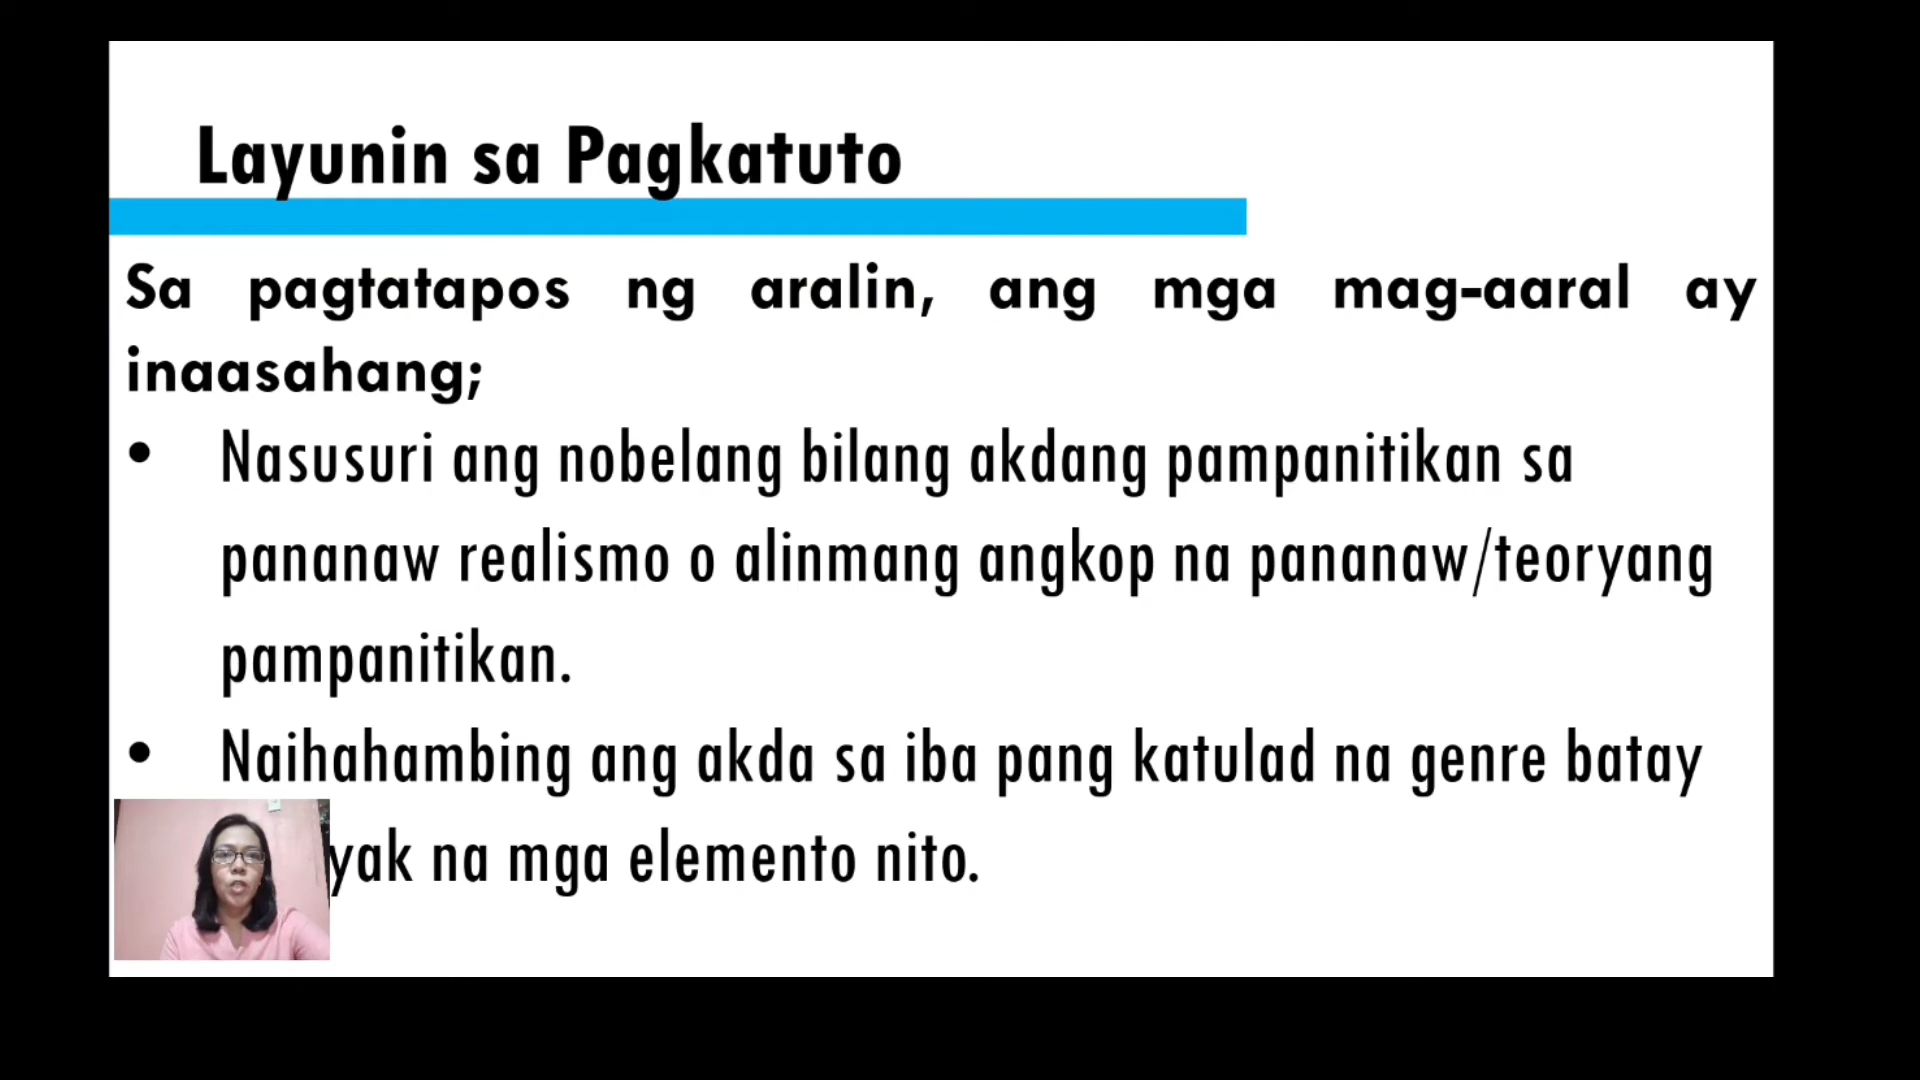 Layunin sa Pagkatuto
Sa pagtatapos ng aralin, ang mga mag-aaral ay
inaasahang;
• Nasusuri ang nobelang bilang akdang pampanitikan sa
pananaw realismo o alinmang angkop na pananaw/teoryang
pampanitikan.
• Naihahambing ang akda sa iba pang katulad na genre batay
na mga elemento nito.